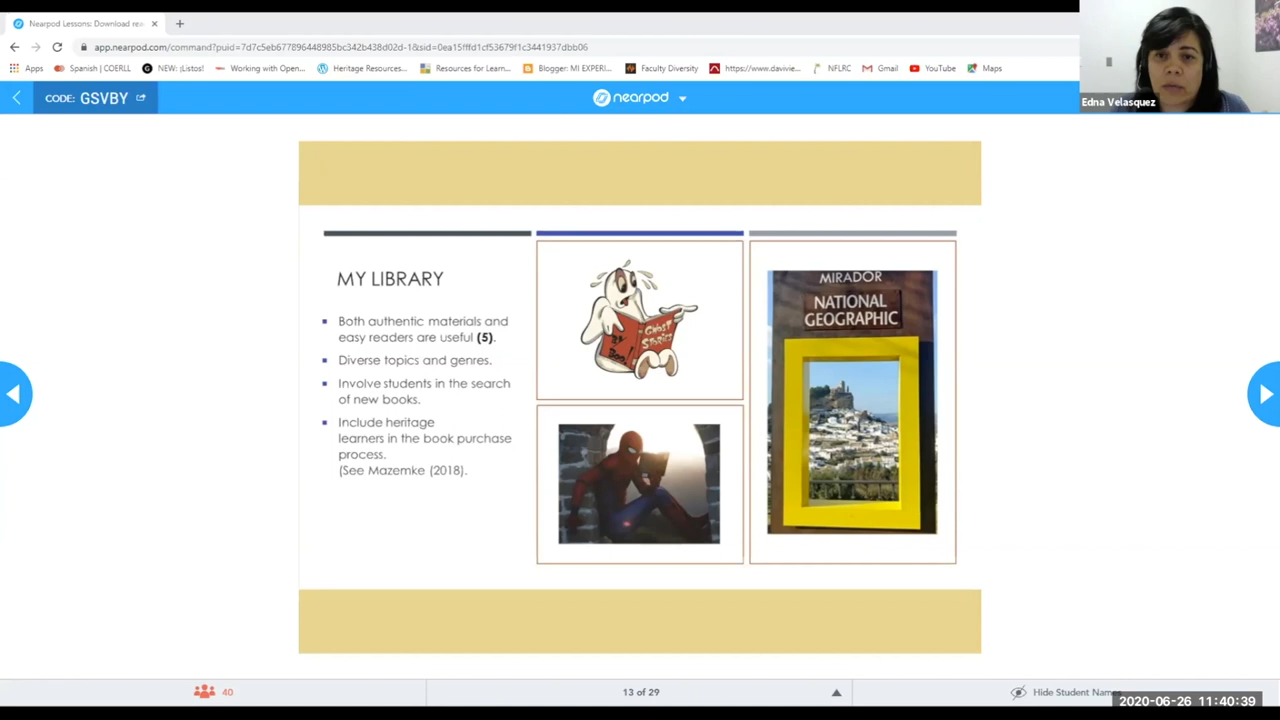 Nearpod Lessons: Download rea
app.nearpod.com/command?puid=7d7c5eb677896448985bc342b438d02d-1&sid=0ea15fffd1cf53679f1c3441937dbb06
Apps Spanish | COERLL NEW: ¡Listos! Working with Open... Heritage Resources... Resources for Learn... Blogger: MI EXPERI... Faculty Diversity https://www.davivie... NFLRC Gmail YouTube Maps
Edna Velasquez
CODE: GSVBY
nearpod
MY LIBRARY
Both authentic materials and
easy readers are useful (5).
Diverse topics and genres.
Involve students in the search
of new books.
Include heritage
learners in the book purchase
process.
(See Mazemke (2018).
GHOST
STORIES
BY
BOO!
MIRADOR
NATIONAL
GEOGRAPHIC
40
13 of 29
Hide Student Names
2020-06-26 11:40:39